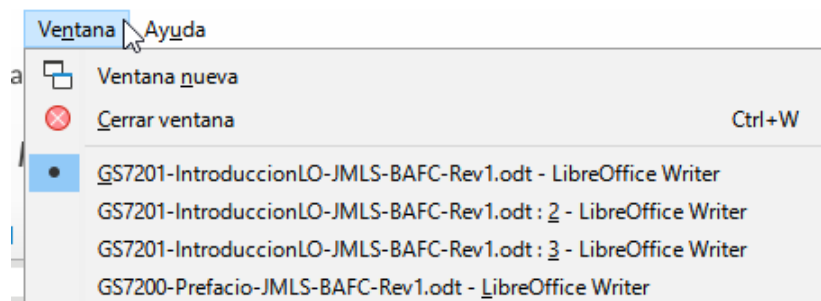 Ventana Ayuda
a
Ventana nueva
Cerrar ventana Ctrl+W
GS7201-IntroduccionLO-JMLS-BAFC-Rev1.odt - LibreOffice Writer
GS7201-IntroduccionLO-JMLS-BAFC-Rev1.odt : 2 - LibreOffice Writer
GS7201-IntroduccionLO-JMLS-BAFC-Rev1.odt : 3 - LibreOffice Writer
GS7200-Prefacio-JMLS-BAFC-Rev1.odt - LibreOffice Writer